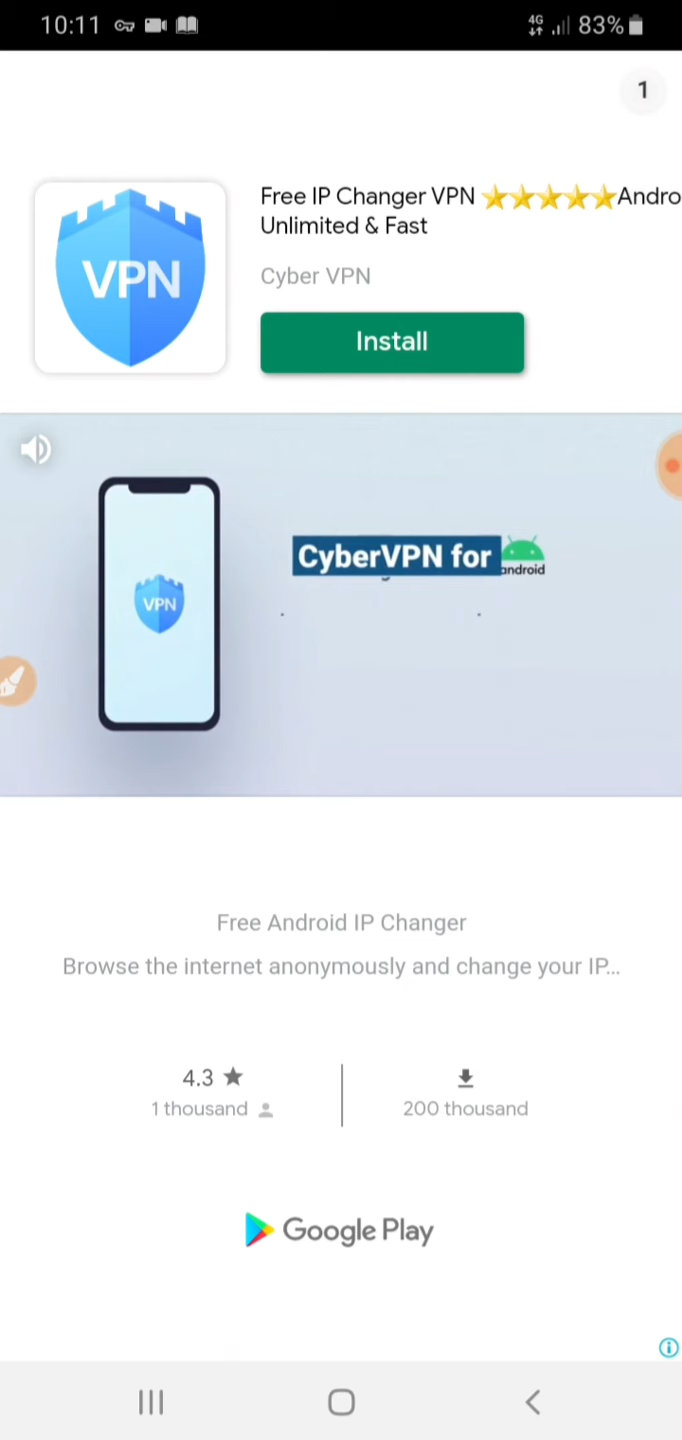 10:11
4G 83%
1
Free IP Changer VPN ⭐⭐⭐⭐⭐Andro
Unlimited & Fast
Cyber VPN
VPN
Install
CyberVPN for
android
VPN
Free Android IP Changer
Browse the internet anonymously and change your IP...
4.3 ★
1 thousand
200 thousand
Google Play